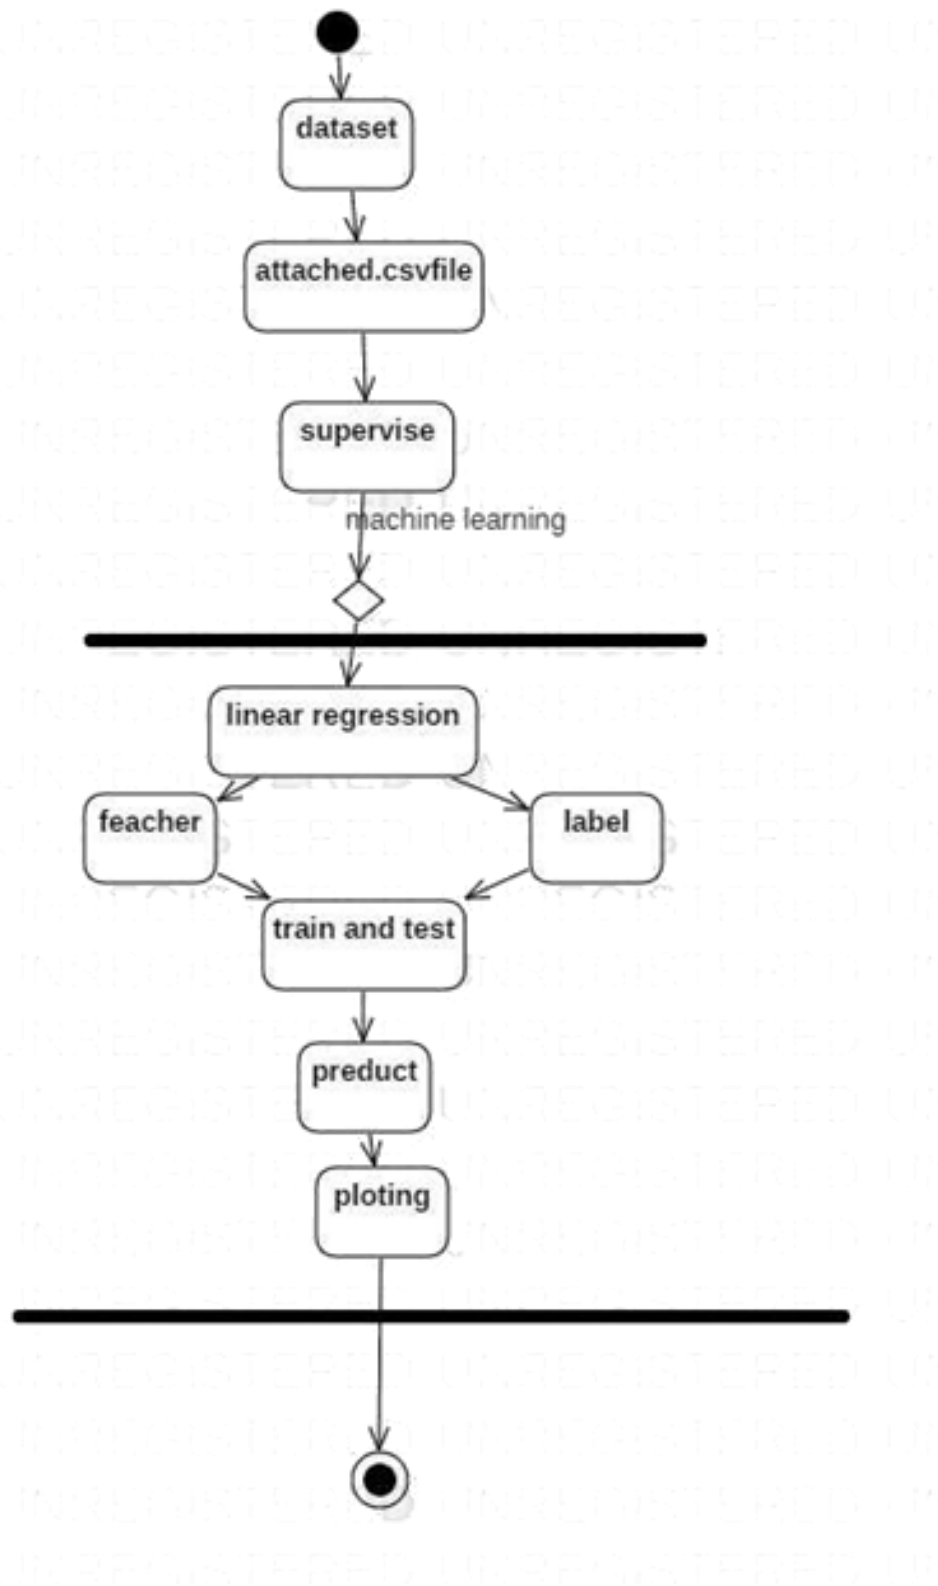 dataset
attached.csvfile
supervise
machine learning
linear regression
feacher
label
train and test
preduct
ploting